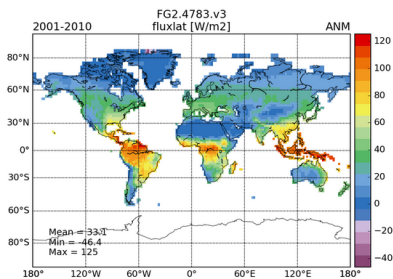 FG2.4783.v3
2001-2010 fluxlat [W/m2] ANM
80°N
60°N
30°N
0°
30°S
60°S
80°S
180° 120°W 60°W 0° 60°E 120°E 180°
Mean = 33.1
Min = -46.4
Max = 125
120
100
80
60
40
20
0
−20
−40